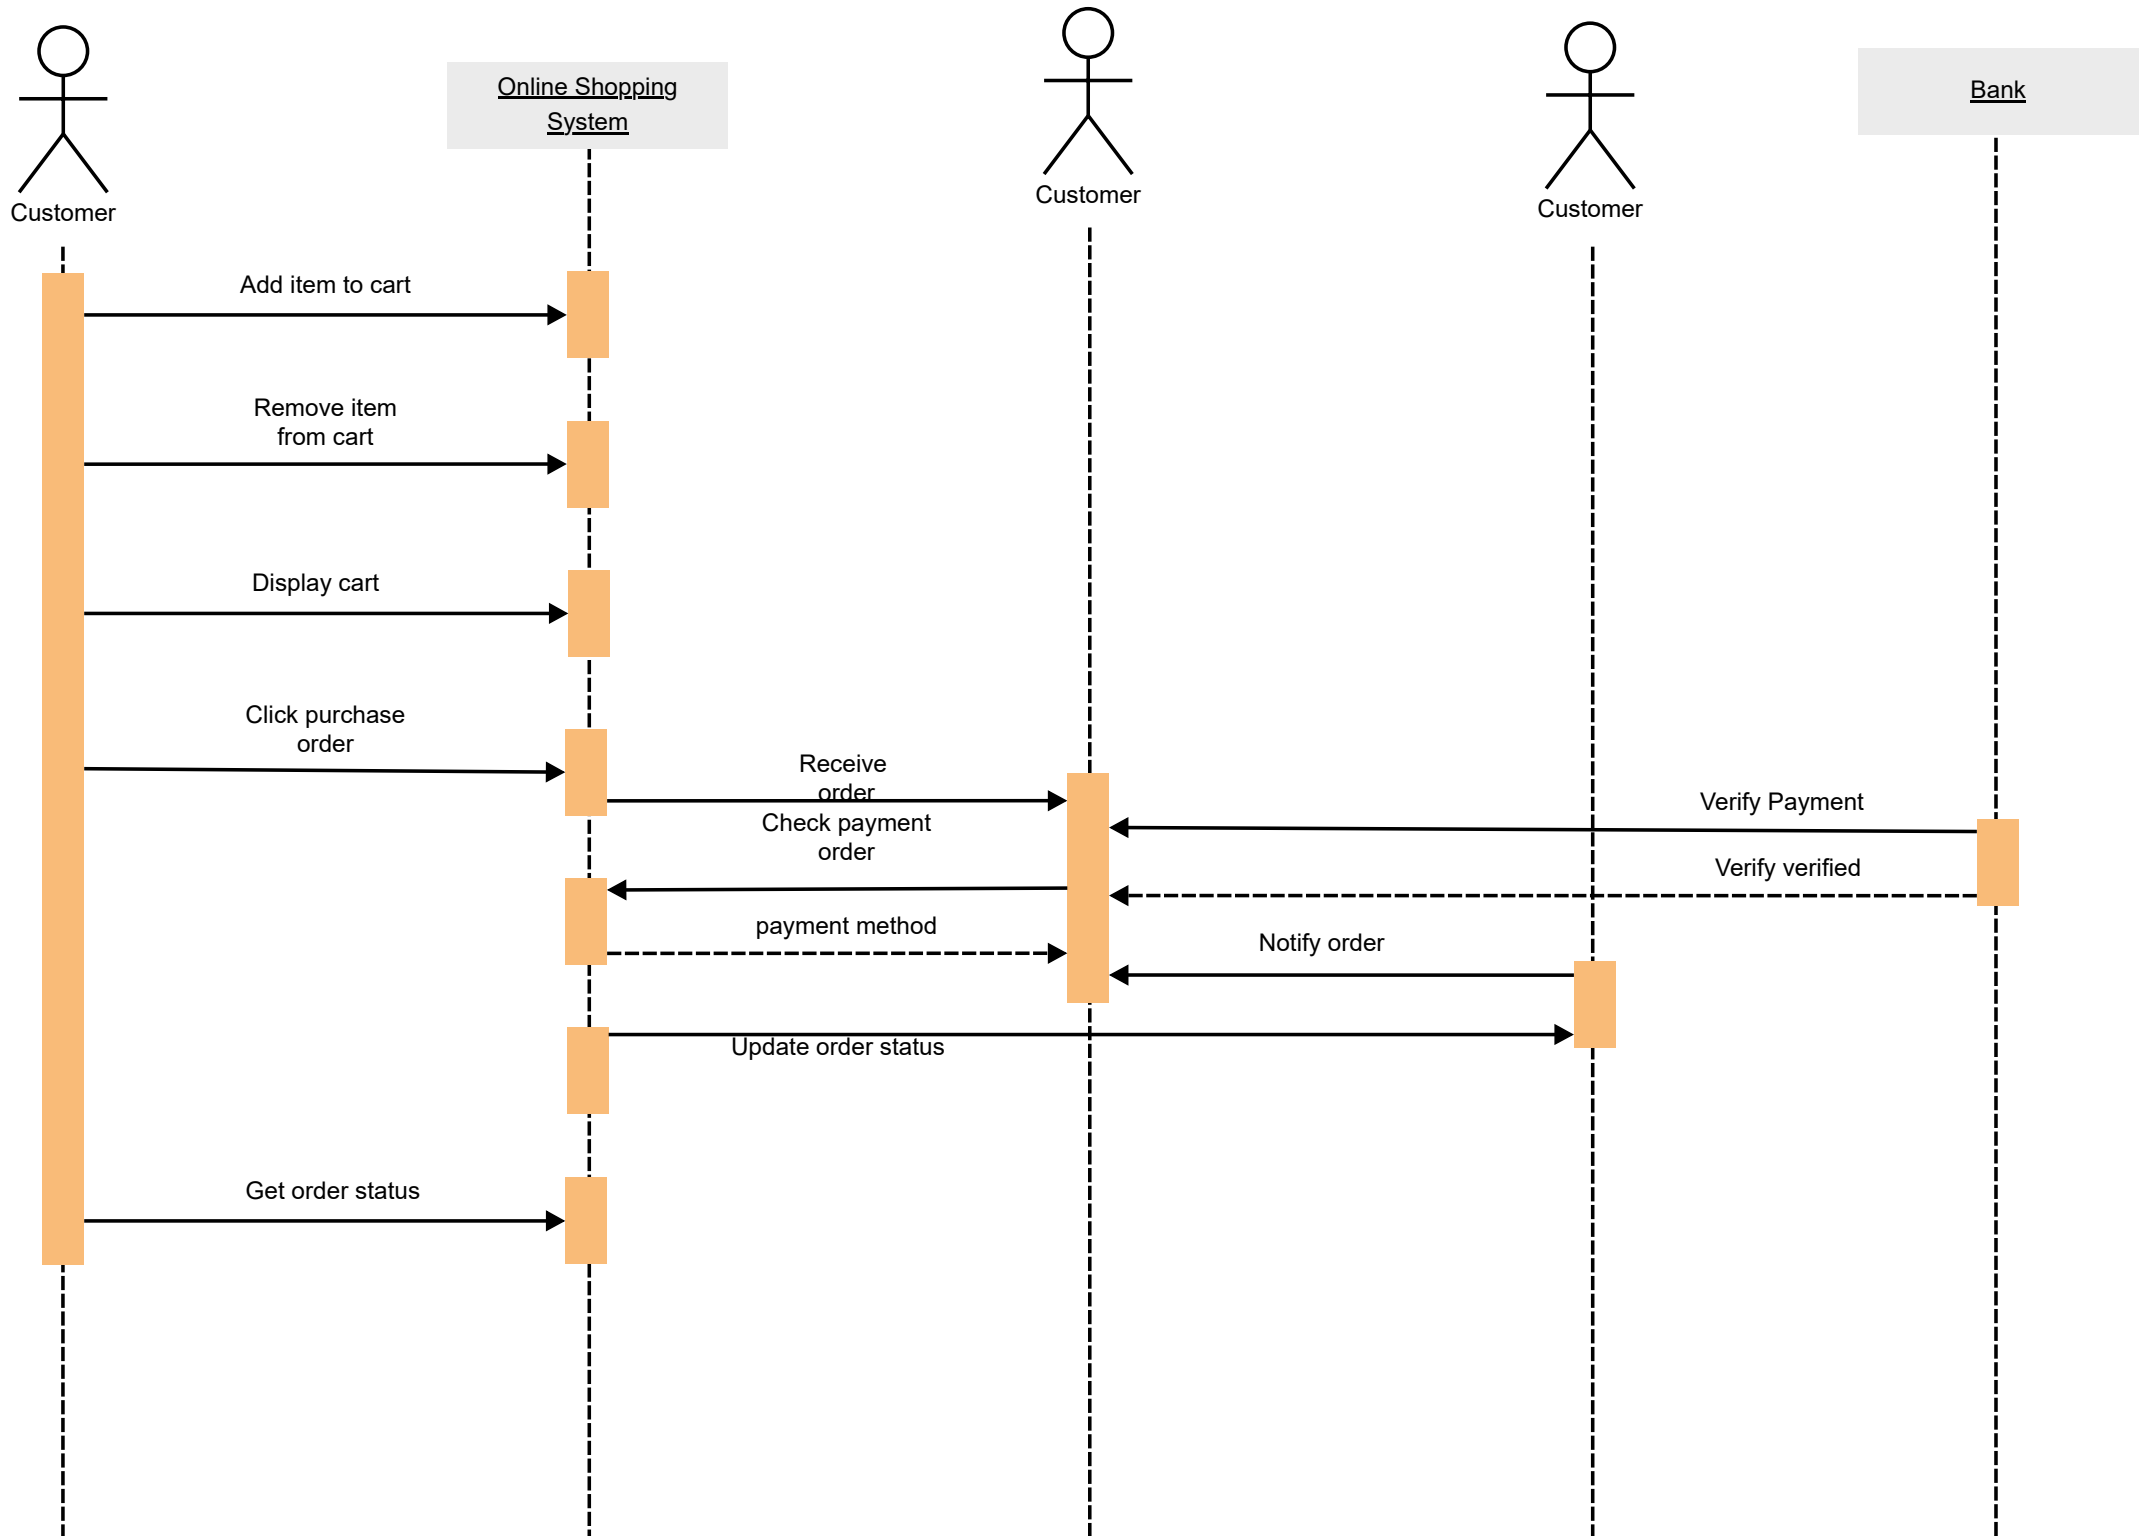 Customer
Online Shopping
System
Customer
Customer
Bank
Add item to cart
Remove item
from cart
Display cart
Click purchase
order
Receive
order
Check payment
order
Verify Payment
Verify verified
payment method
Notify order
Update order status
Get order status